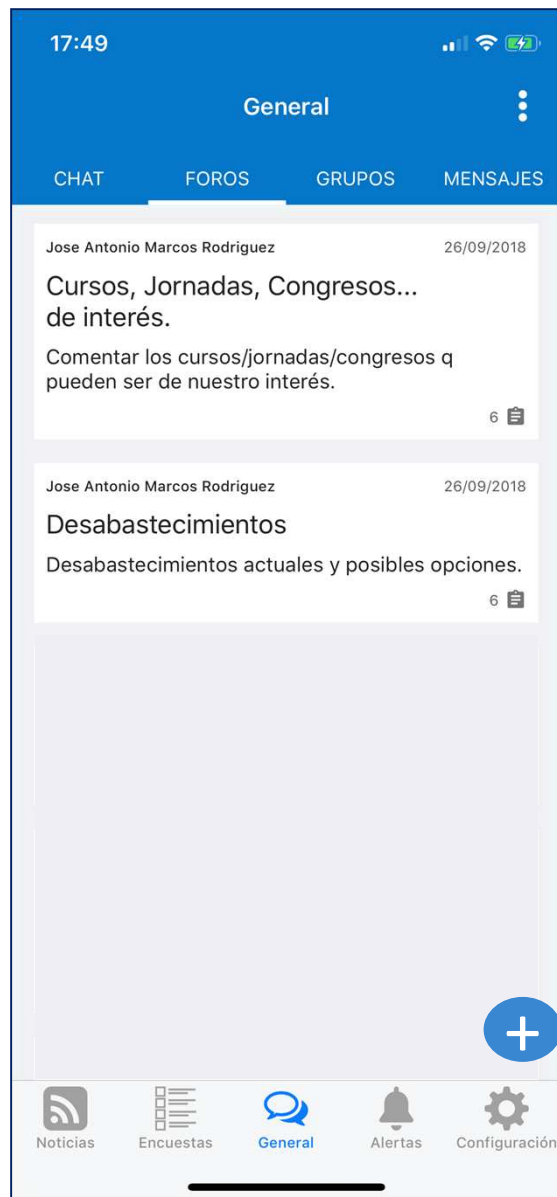 17:49
General
CHAT FOROS GRUPOS MENSAJES
Jose Antonio Marcos Rodriguez 26/09/2018
Cursos, Jornadas, Congresos...
de interés.
Comentar los cursos/jornadas/congresos q
pueden ser de nuestro interés.
6
Jose Antonio Marcos Rodriguez 26/09/2018
Desabastecimientos
Desabastecimientos actuales y posibles opciones.
6
Noticias Encuestas General Alertas Configuración